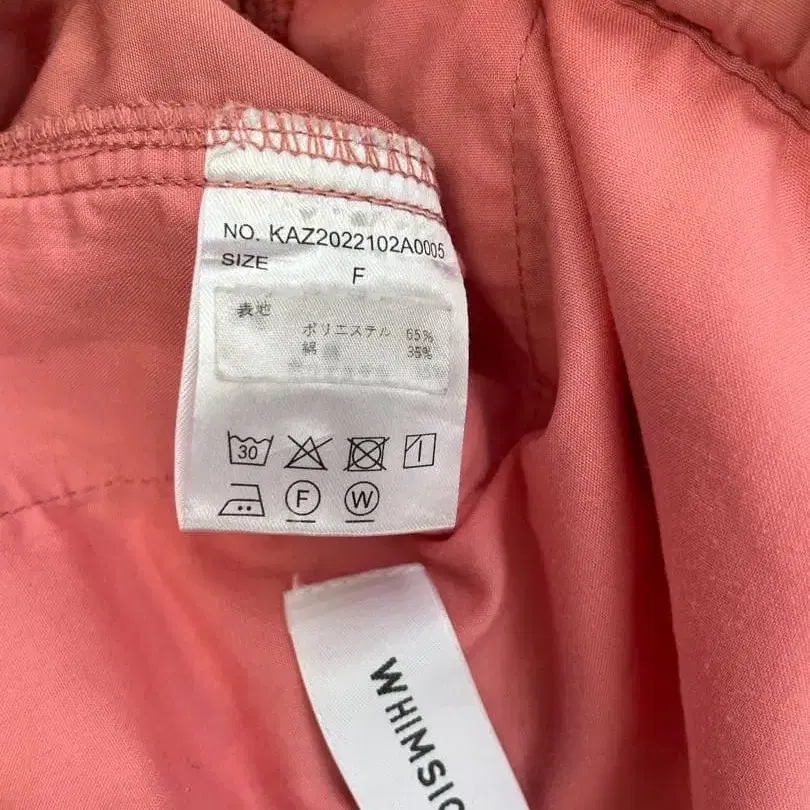 NO. KAZ2022102A0005
SIZE F
表地
ポリエステル 65%
綿 35%
30
F W
WHIMSIC